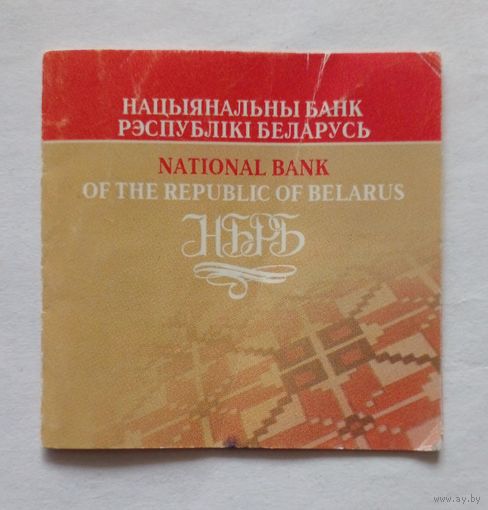 НАЦЫЯНАЛЬНЫ БАНК
РЭСПУБЛІКІ БЕЛАРУСЬ
NATIONAL BANK
OF THE REPUBLIC OF BELARUS
НБРБ
www.ay.by